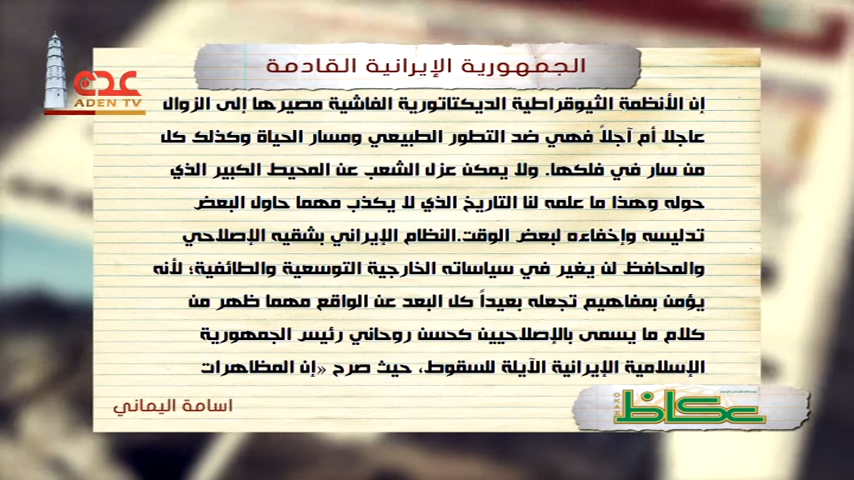 عدن
ADEN TV
الجمهورية الإيرانية القادمة
إن الأنظمة الثيوقراطية الديكتاتورية الفاشية مصيرها إلى الزوال
عاجلا أم آجلاً فهي ضد التطور الطبيعي ومسار الحياة وكذلك كل
من سار في فلكها. ولا يمكن عزل الشعب عن المحيط الكبير الذي
حوله وهذا ما علمه لنا التاريخ الذي لا يكذب مهما حاول البعض
تدليسه وإخفاءه لبعض الوقت.النظام الإيراني بشقيه الإصلاحي
والمحافظ لن يغير في سياساته الخارجية التوسعية والطائفية؛ لأنه
يؤمن بمفاهيم تجعله بعيداً كل البعد عن الواقع مهما ظهر من
كلام ما يسمى بالإصلاحيين كحسن روحاني رئيس الجمهورية
الإسلامية الإيرانية الآيلة للسقوط، حيث صرح «إن المظاهرات
عكاظ
OKAZ
اسامة اليماني